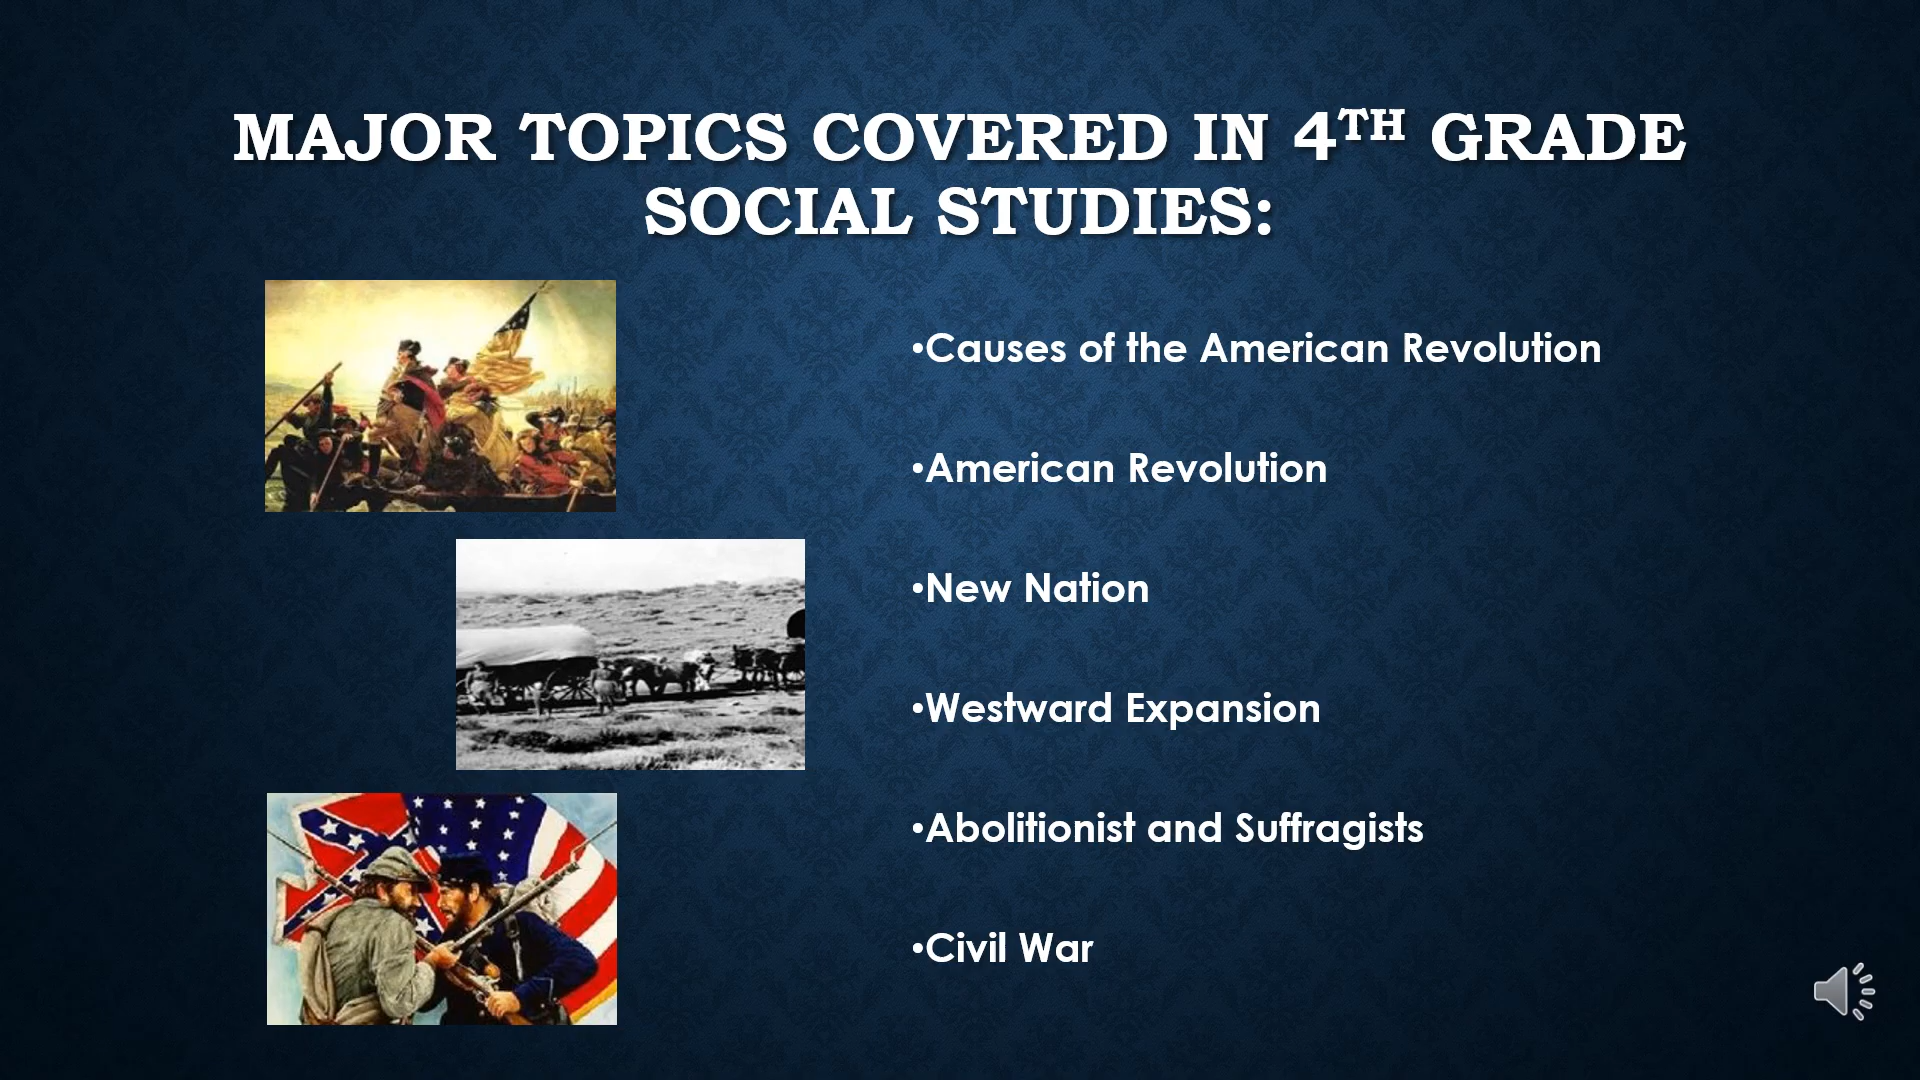 MAJOR TOPICS COVERED IN 4TH GRADE
SOCIAL STUDIES:
•Causes of the American Revolution
•American Revolution
•New Nation
•Westward Expansion
•Abolitionist and Suffragists
•Civil War